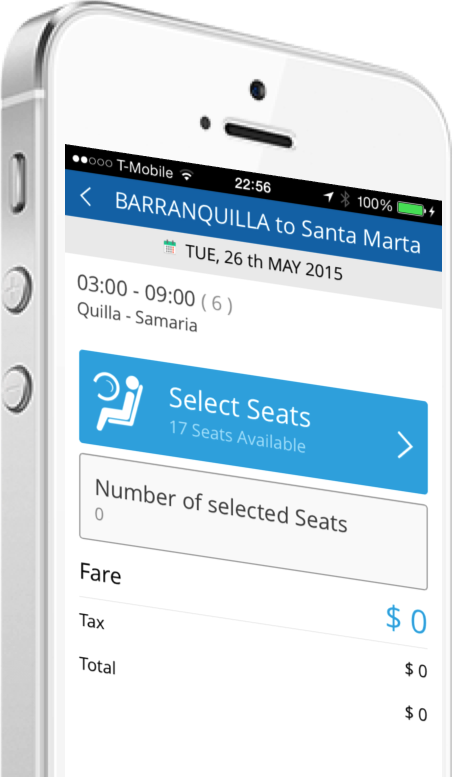 T-Mobile 22:56 100%
BARRANQUILLA to Santa Marta
TUE, 26 th MAY 2015
03:00 - 09:00 ( 6 )
Quilla - Samaria
Select Seats
17 Seats Available
Number of selected Seats
0
Fare $ 0
Tax $ 0
Total $ 0